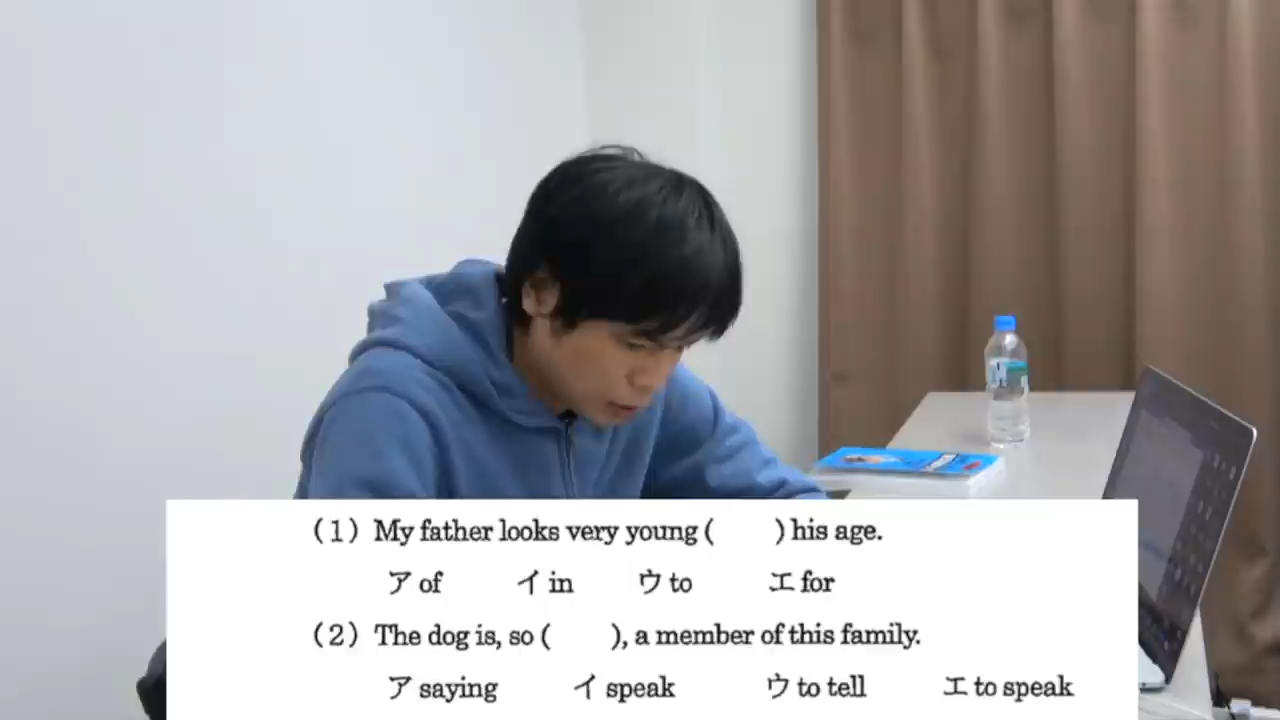 (1) My father looks very young (　　) his age.
ア of　イ in　ウ to　エ for
(2) The dog is, so (　　), a member of this family.
ア saying　イ speak　ウ to tell　エ to speak